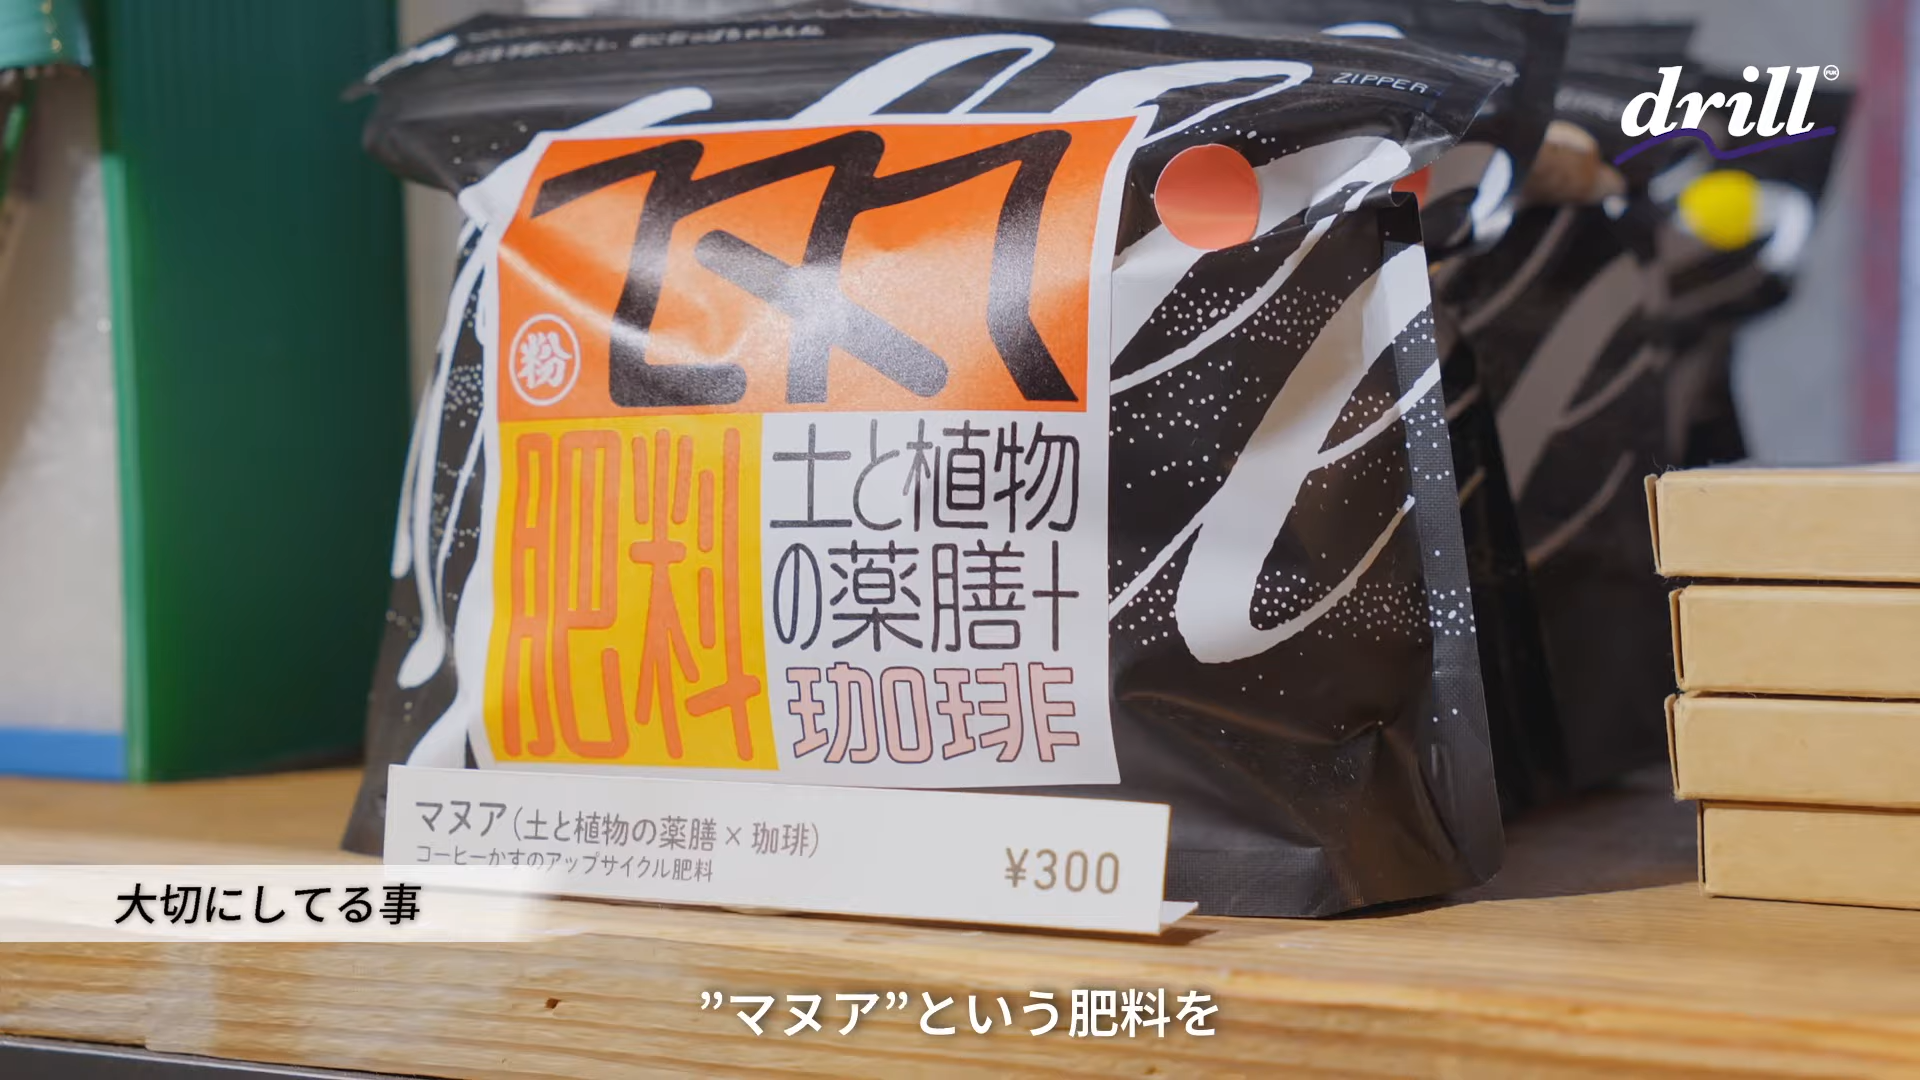 ZIPPER
drill
マヌア
粉
肥料
土と植物
の薬膳+
珈琲
マヌア(土と植物の薬膳×珈琲)
コーヒーかすのアップサイクル肥料
¥300
大切にしてる事
”マヌア”という肥料を